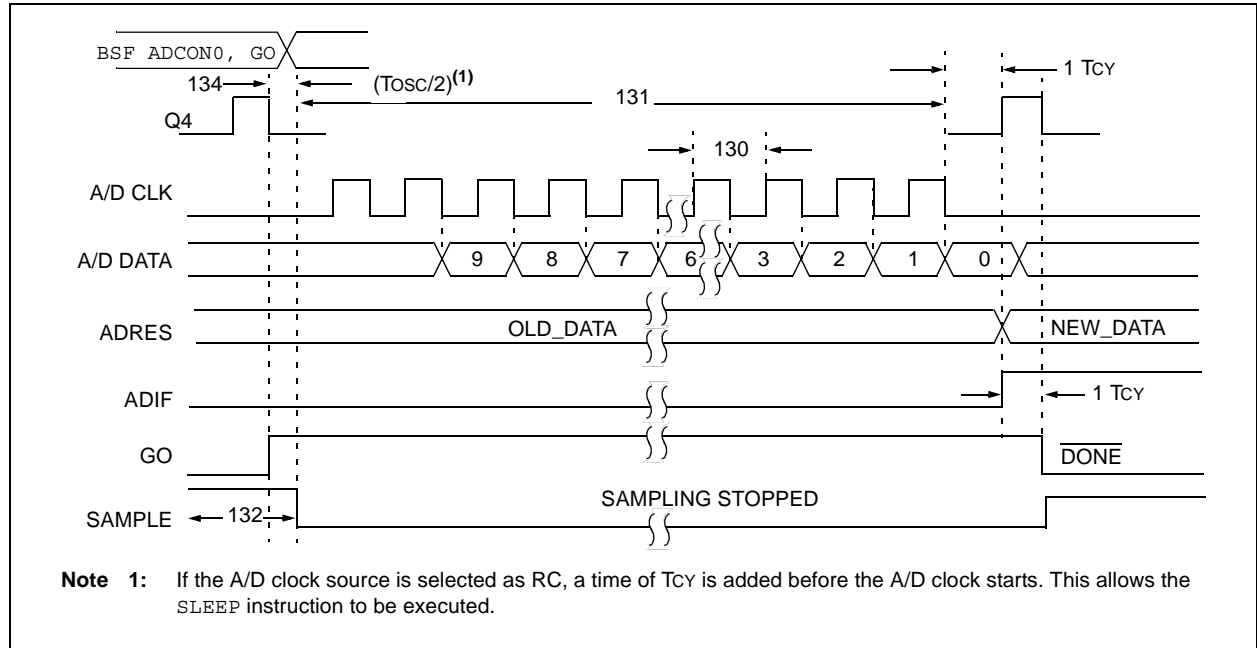 BSF ADCON0, GO
134 (TOSC/2)(1) 131 1 TCY
Q4
130
A/D CLK
A/D DATA 9 8 7 6 3 2 1 0
ADRES OLD_DATA NEW_DATA
ADIF 1 TCY
GO DONE
SAMPLING STOPPED
SAMPLE 132
Note 1: If the A/D clock source is selected as RC, a time of TCY is added before the A/D clock starts. This allows the
SLEEP instruction to be executed.